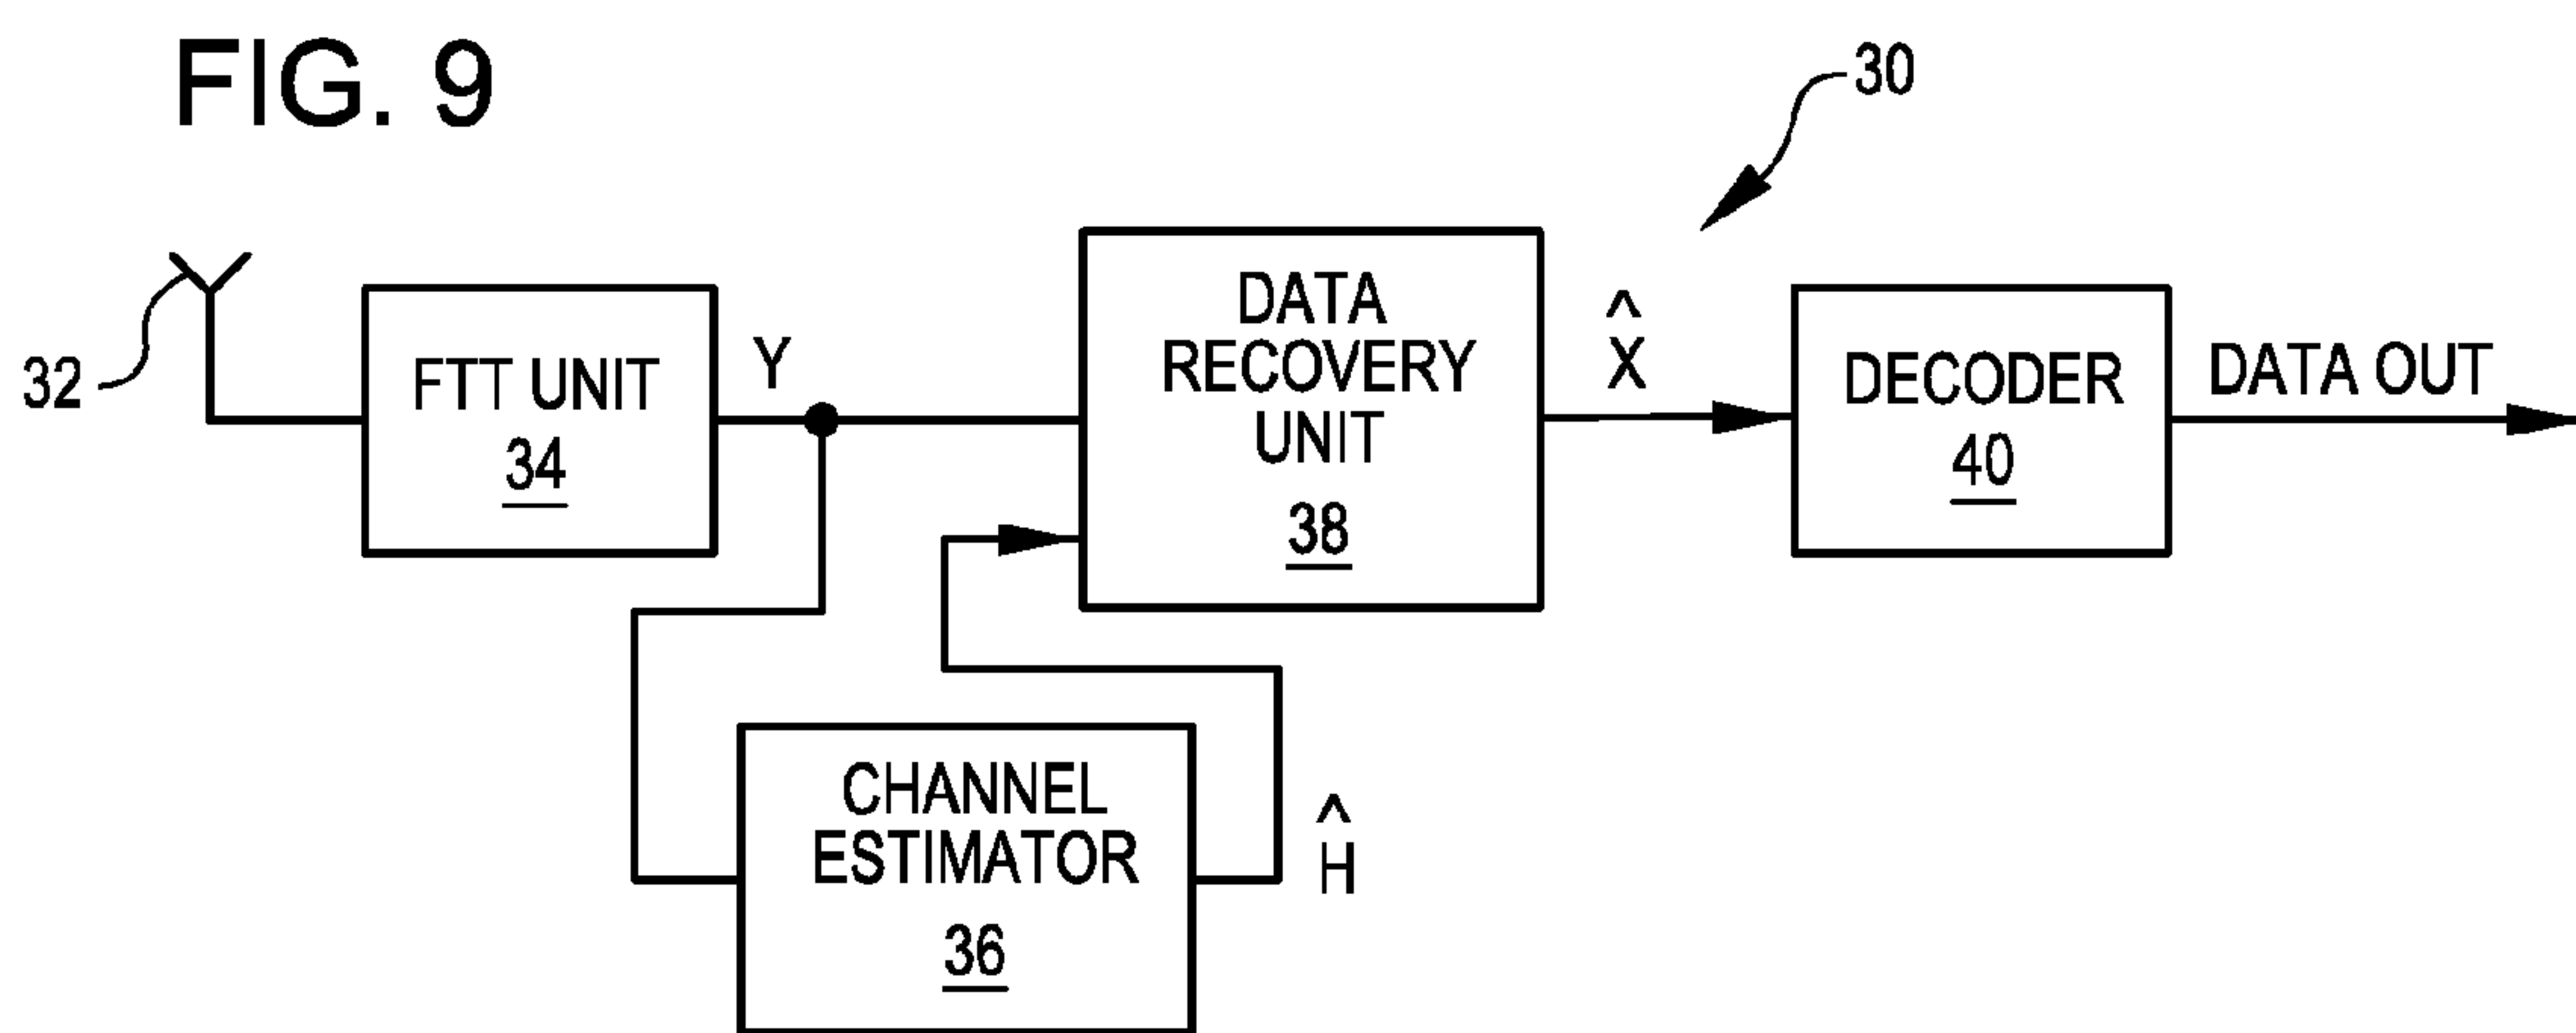 FIG. 9
30
32
FTT UNIT
34
Y
DATA
RECOVERY
UNIT
38
^
X
DECODER
40
DATA OUT
CHANNEL
ESTIMATOR
36
^
H